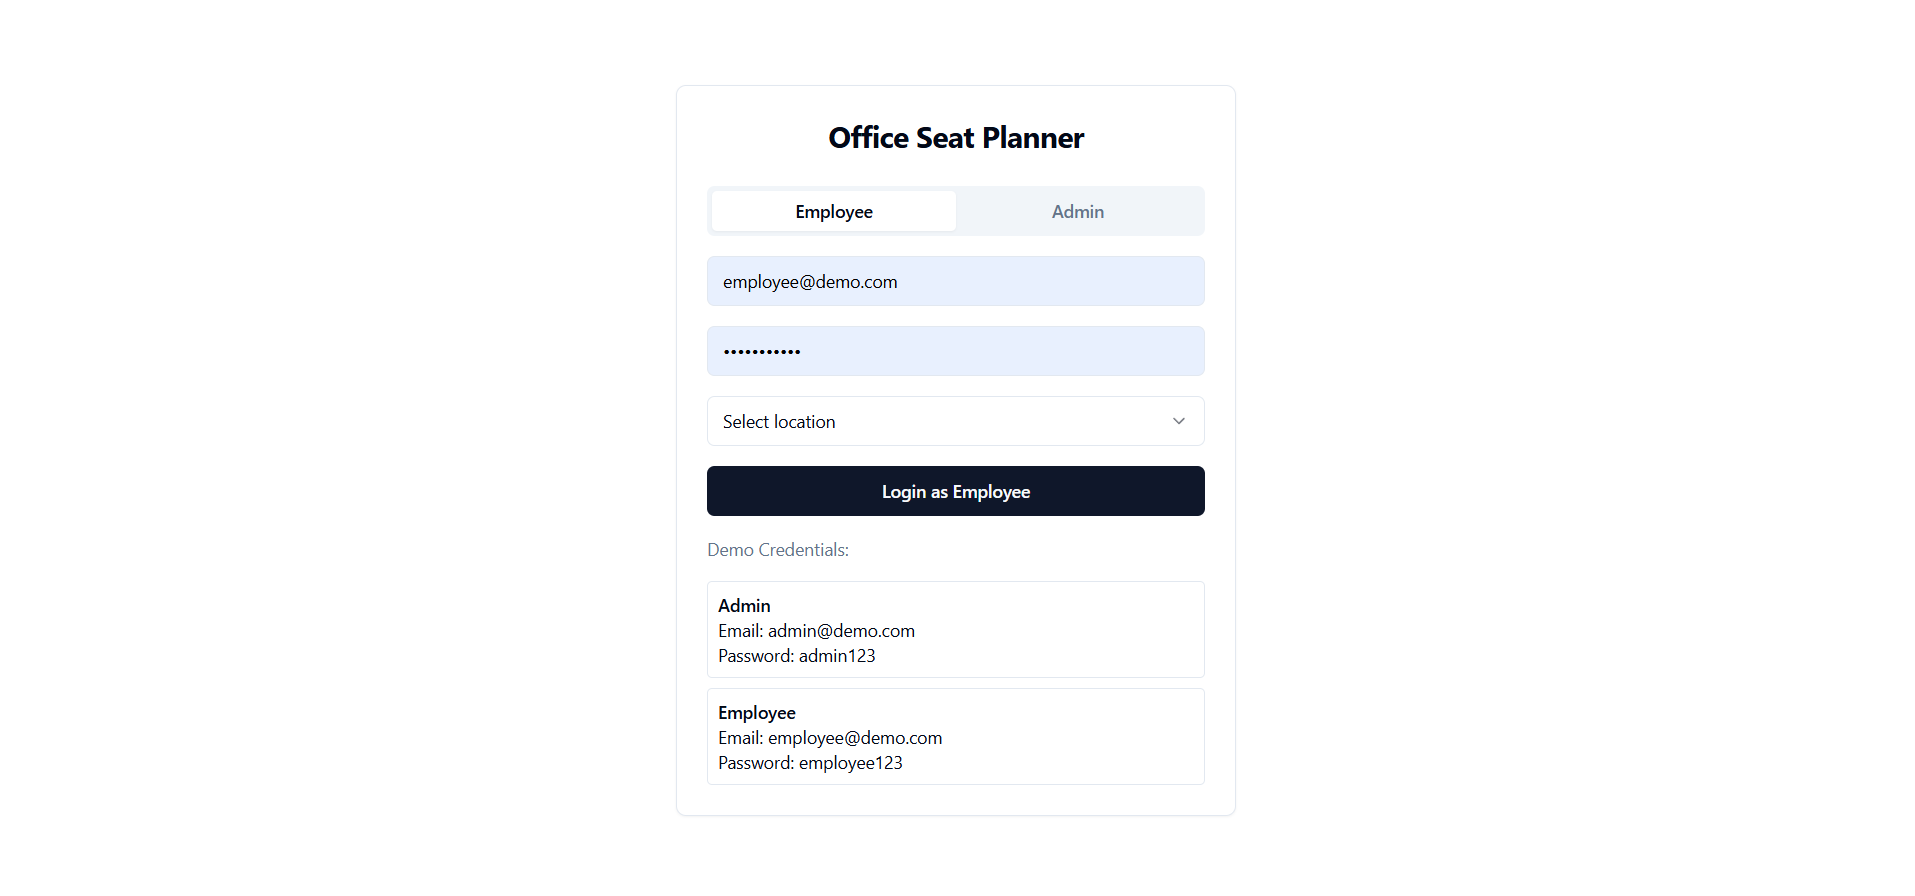 Office Seat Planner
Employee
Admin
employee@demo.com
•••••••••••
Select location
Login as Employee
Demo Credentials:
Admin
Email: admin@demo.com
Password: admin123
Employee
Email: employee@demo.com
Password: employee123